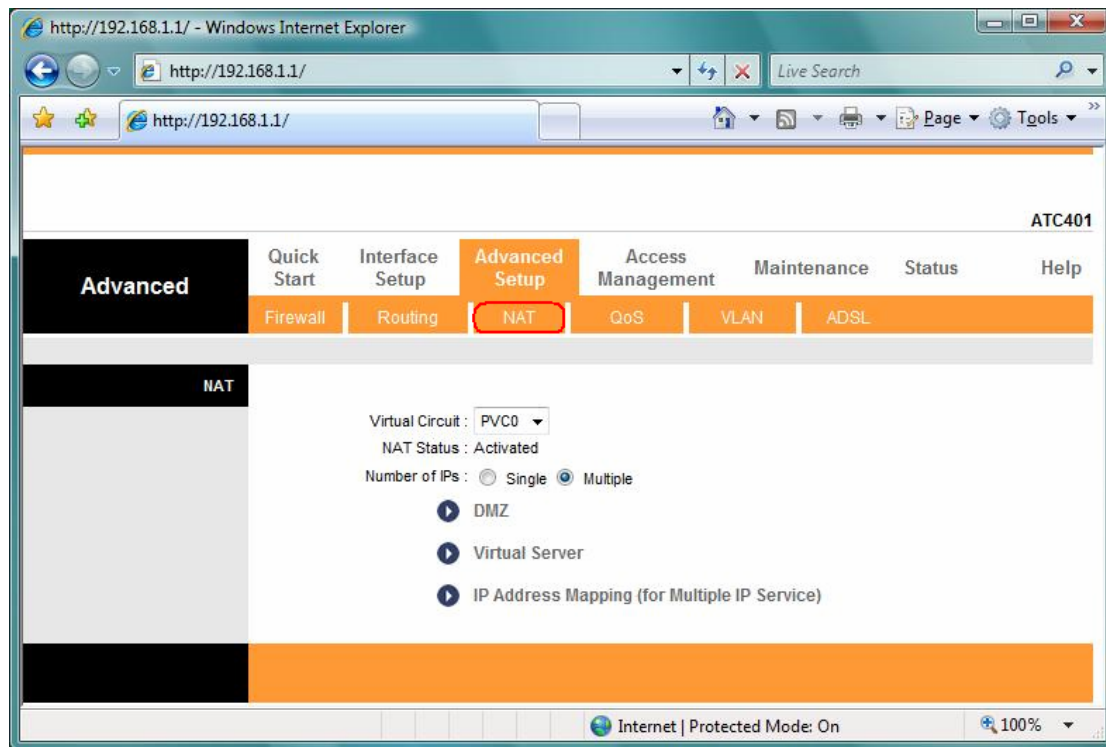 http://192.168.1.1/ - Windows Internet Explorer
http://192.168.1.1/
Live Search
http://192.168.1.1/
Page
Tools
ATC401
Advanced
Quick Start
Interface Setup
Advanced Setup
Access Management
Maintenance
Status
Help
Firewall
Routing
NAT
QoS
VLAN
ADSL
NAT
Virtual Circuit : PVC0
NAT Status : Activated
Number of IPs : Single Multiple
DMZ
Virtual Server
IP Address Mapping (for Multiple IP Service)
Internet | Protected Mode: On
100%